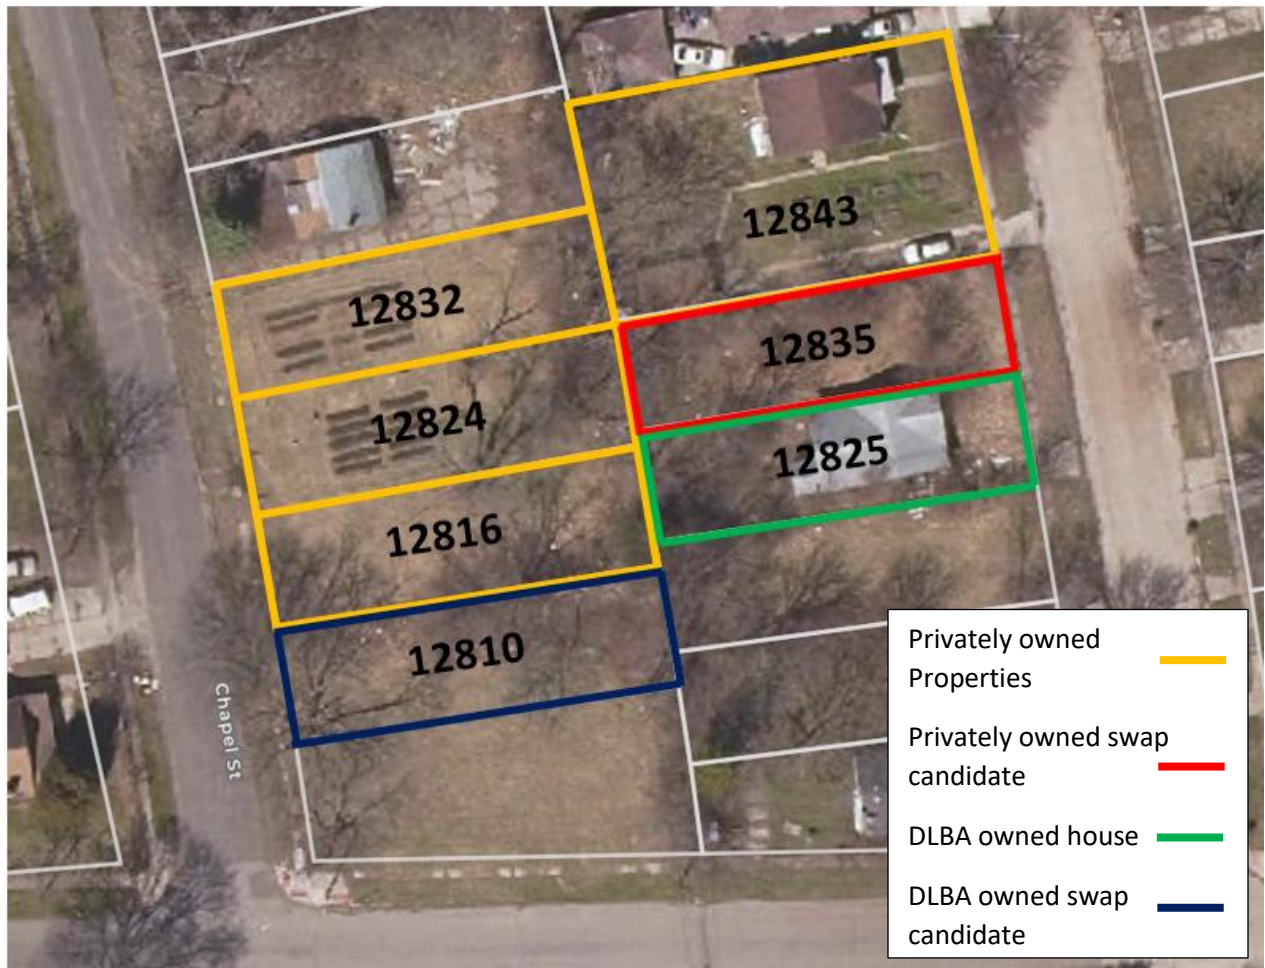 12843
12832
12835
12824
12825
12816
12810
Chapel St
Privately owned
Properties
Privately owned swap
candidate
DLBA owned house
DLBA owned swap
candidate